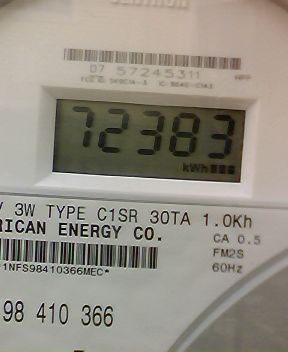 CENTRON
07 57245311
72383
kWh
V 3W TYPE C1SR 30TA 1.0Kh
RICAN ENERGY CO.
CA 0.5
FM2S
60Hz
1NFS98410366MEC*
98 410 366